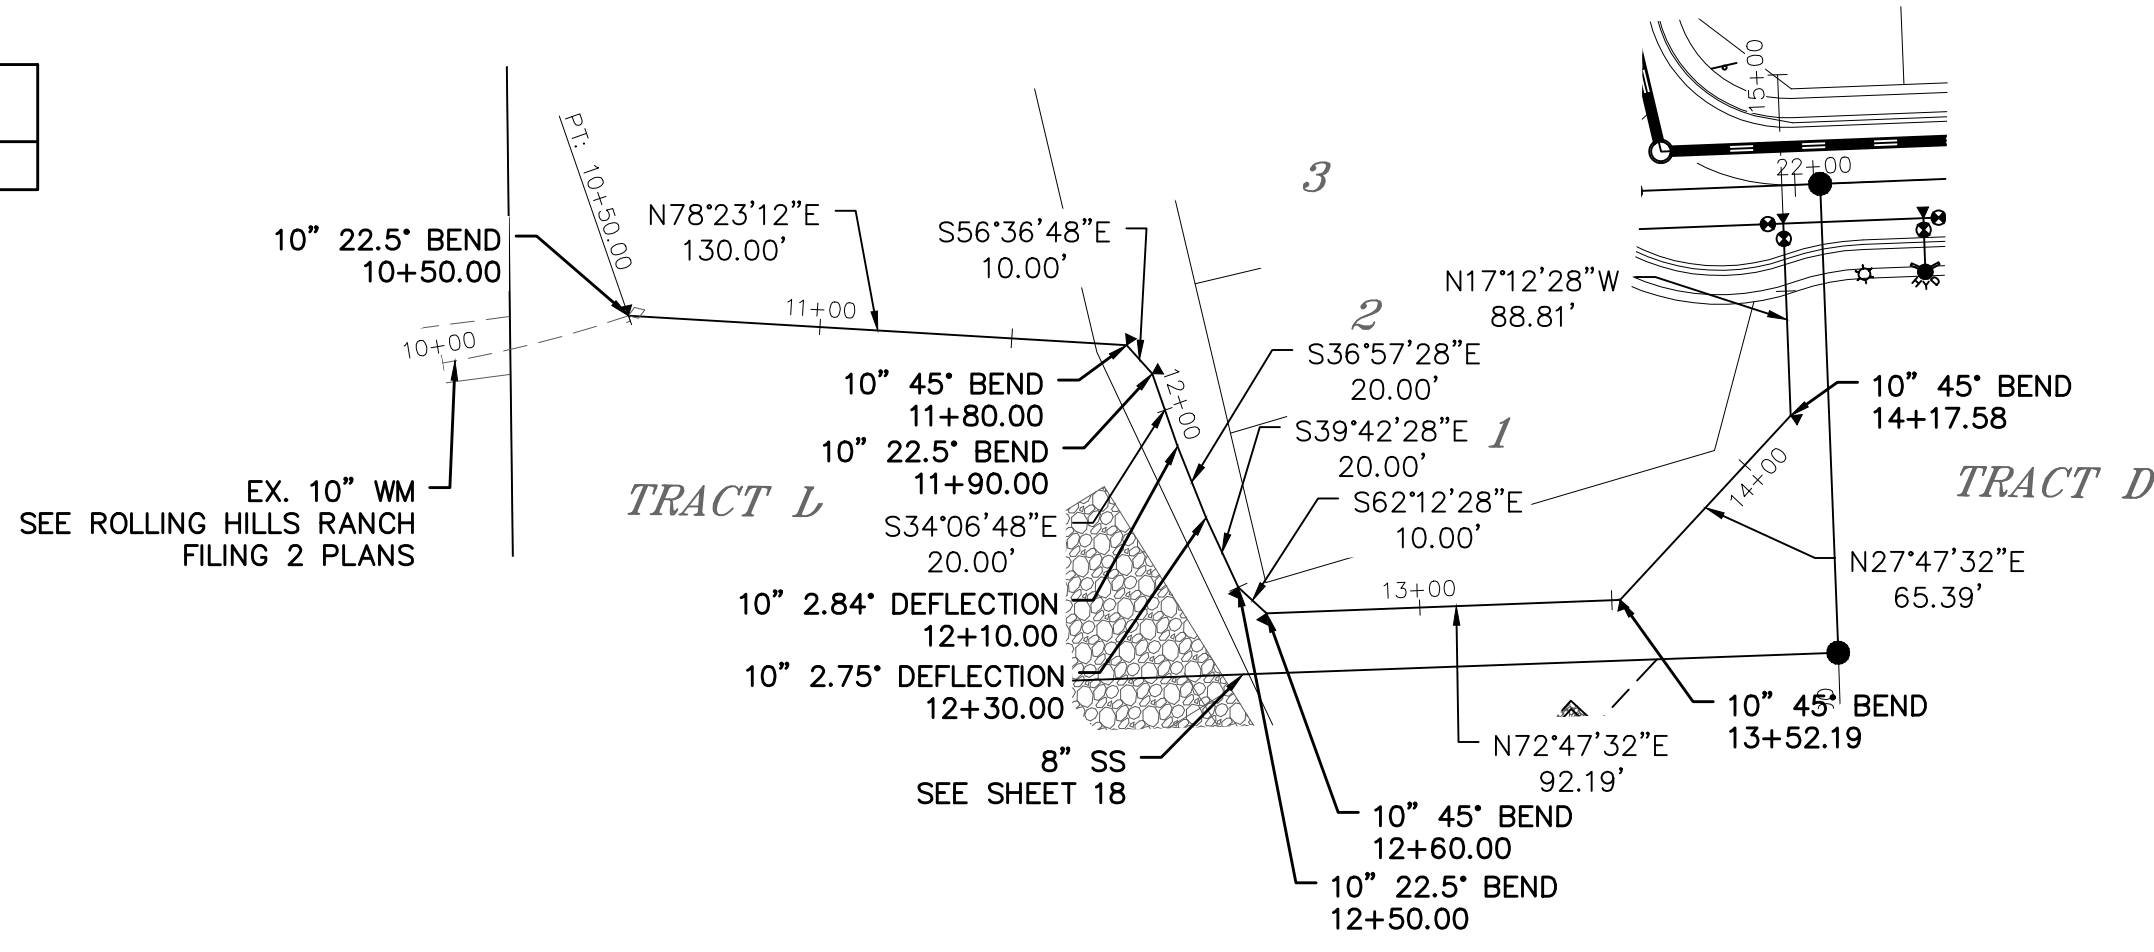 15+00
22+00
3
PT: 10+50.00
10” 22.5° BEND
10+50.00
N78°23’12”E
130.00’
S56°36’48”E
10.00’
N17°12’28”W
88.81’
11+00
10+00
2
S36°57’28”E
20.00’
10” 45° BEND
11+80.00
12+00
10” 45° BEND
14+17.58
S39°42’28”E
20.00’
1
10” 22.5° BEND
11+90.00
14+00
EX. 10” WM
SEE ROLLING HILLS RANCH
FILING 2 PLANS
TRACT L
TRACT D
S62°12’28”E
10.00’
S34°06’48”E
20.00’
N27°47’32”E
65.39’
13+00
10” 2.84° DEFLECTION
12+10.00
10” 2.75° DEFLECTION
12+30.00
10” 45° BEND
13+52.19
N72°47’32”E
92.19’
8” SS
SEE SHEET 18
10” 45° BEND
12+60.00
10” 22.5° BEND
12+50.00